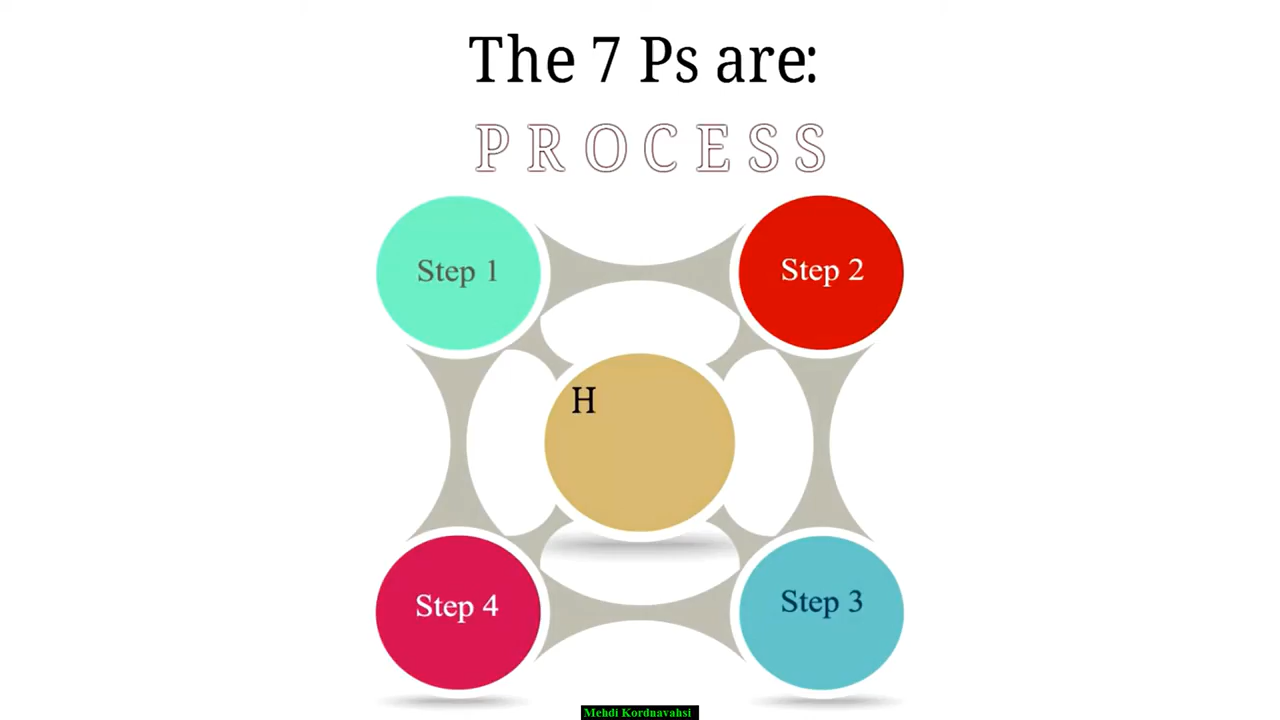 The 7 Ps are:
PROCESS
Step 1
Step 2
H
Step 4
Step 3
Mehdi Kordnavahsi